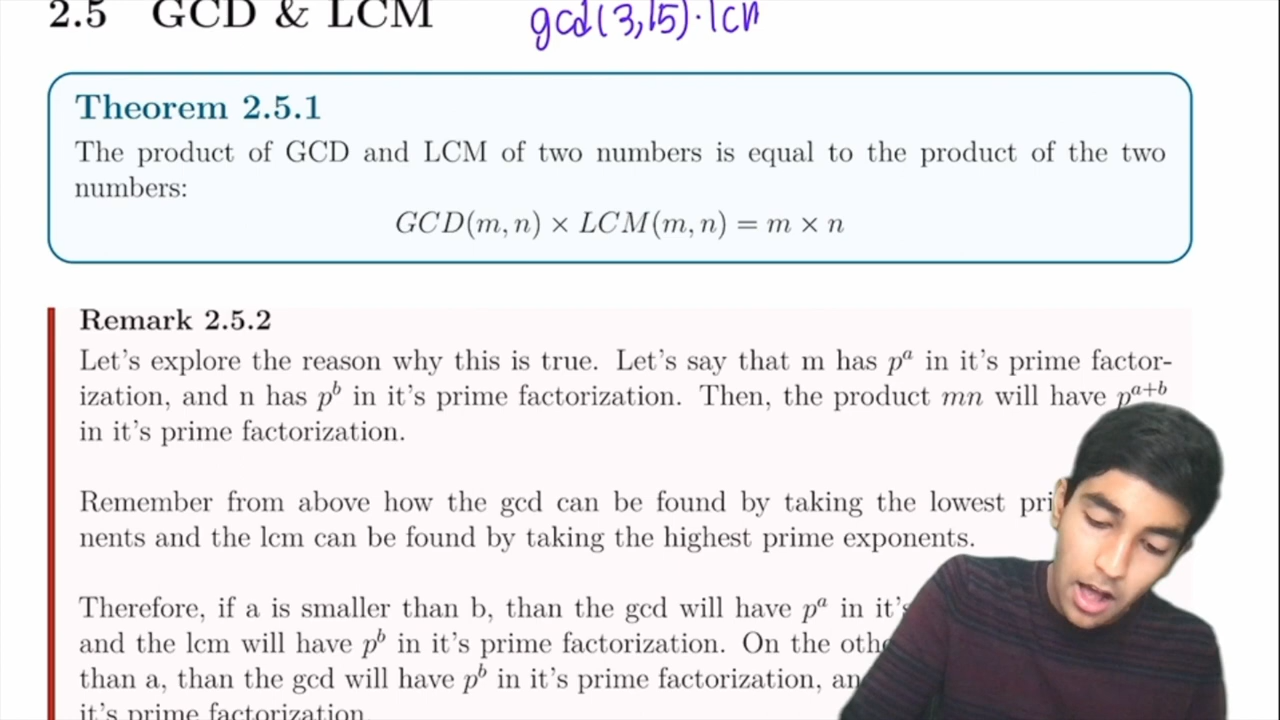 2.5 GCD & LCM
gcd(3,15)·lcm
Theorem 2.5.1
The product of GCD and LCM of two numbers is equal to the product of the two
numbers:
GCD(m, n) × LCM(m, n) = m × n
Remark 2.5.2
Let's explore the reason why this is true. Let's say that m has pᵃ in it's prime factor-
ization, and n has pᵇ in it's prime factorization. Then, the product mn will have pᵃ⁺ᵇ
in it's prime factorization.
Remember from above how the gcd can be found by taking the lowest pri
nents and the lcm can be found by taking the highest prime exponents.
Therefore, if a is smaller than b, than the gcd will have pᵃ in it's
and the lcm will have pᵇ in it's prime factorization. On the othe
than a, than the gcd will have pᵇ in it's prime factorization, an
it's prime factorization